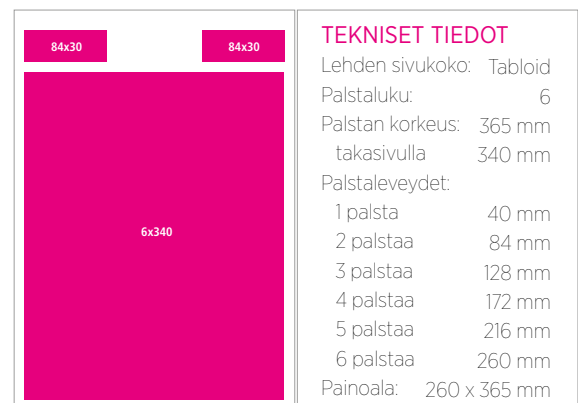 84x30
84x30
6x340
TEKNISET TIEDOT
Lehden sivukoko: Tabloid
Palstaluku: 6
Palstan korkeus: 365 mm
takasivulla 340 mm
Palstaleveydet:
1 palsta 40 mm
2 palstaa 84 mm
3 palstaa 128 mm
4 palstaa 172 mm
5 palstaa 216 mm
6 palstaa 260 mm
Painoala: 260 x 365 mm